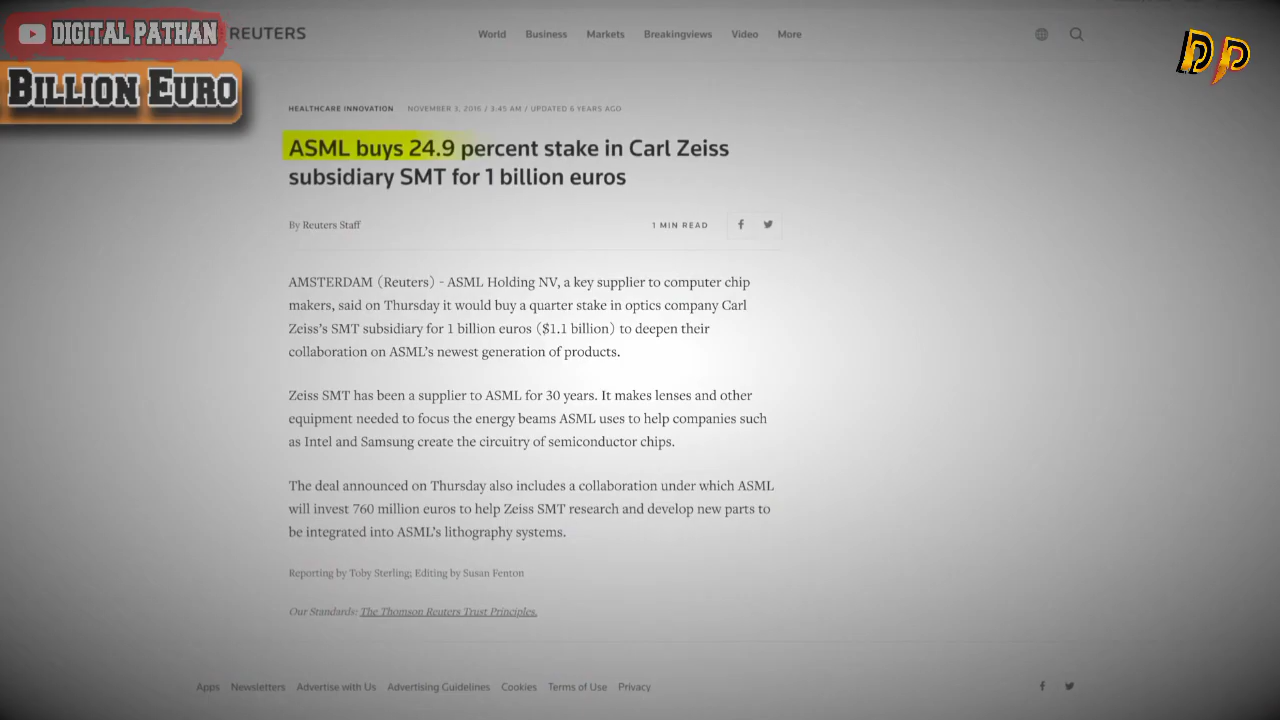 DIGITAL PATHAN
REUTERS
World Business Markets Breakingviews Video More
DP
BILLION EURO
HEALTHCARE INNOVATION NOVEMBER 3, 2016 / 3:45 AM / UPDATED 6 YEARS AGO
ASML buys 24.9 percent stake in Carl Zeiss
subsidiary SMT for 1 billion euros
By Reuters Staff
1 MIN READ
AMSTERDAM (Reuters) - ASML Holding NV, a key supplier to computer chip
makers, said on Thursday it would buy a quarter stake in optics company Carl
Zeiss’s SMT subsidiary for 1 billion euros ($1.1 billion) to deepen their
collaboration on ASML’s newest generation of products.
Zeiss SMT has been a supplier to ASML for 30 years. It makes lenses and other
equipment needed to focus the energy beams ASML uses to help companies such
as Intel and Samsung create the circuitry of semiconductor chips.
The deal announced on Thursday also includes a collaboration under which ASML
will invest 760 million euros to help Zeiss SMT research and develop new parts to
be integrated into ASML’s lithography systems.
Reporting by Toby Sterling; Editing by Susan Fenton
Our Standards: The Thomson Reuters Trust Principles.
Apps Newsletters Advertise with Us Advertising Guidelines Cookies Terms of Use Privacy